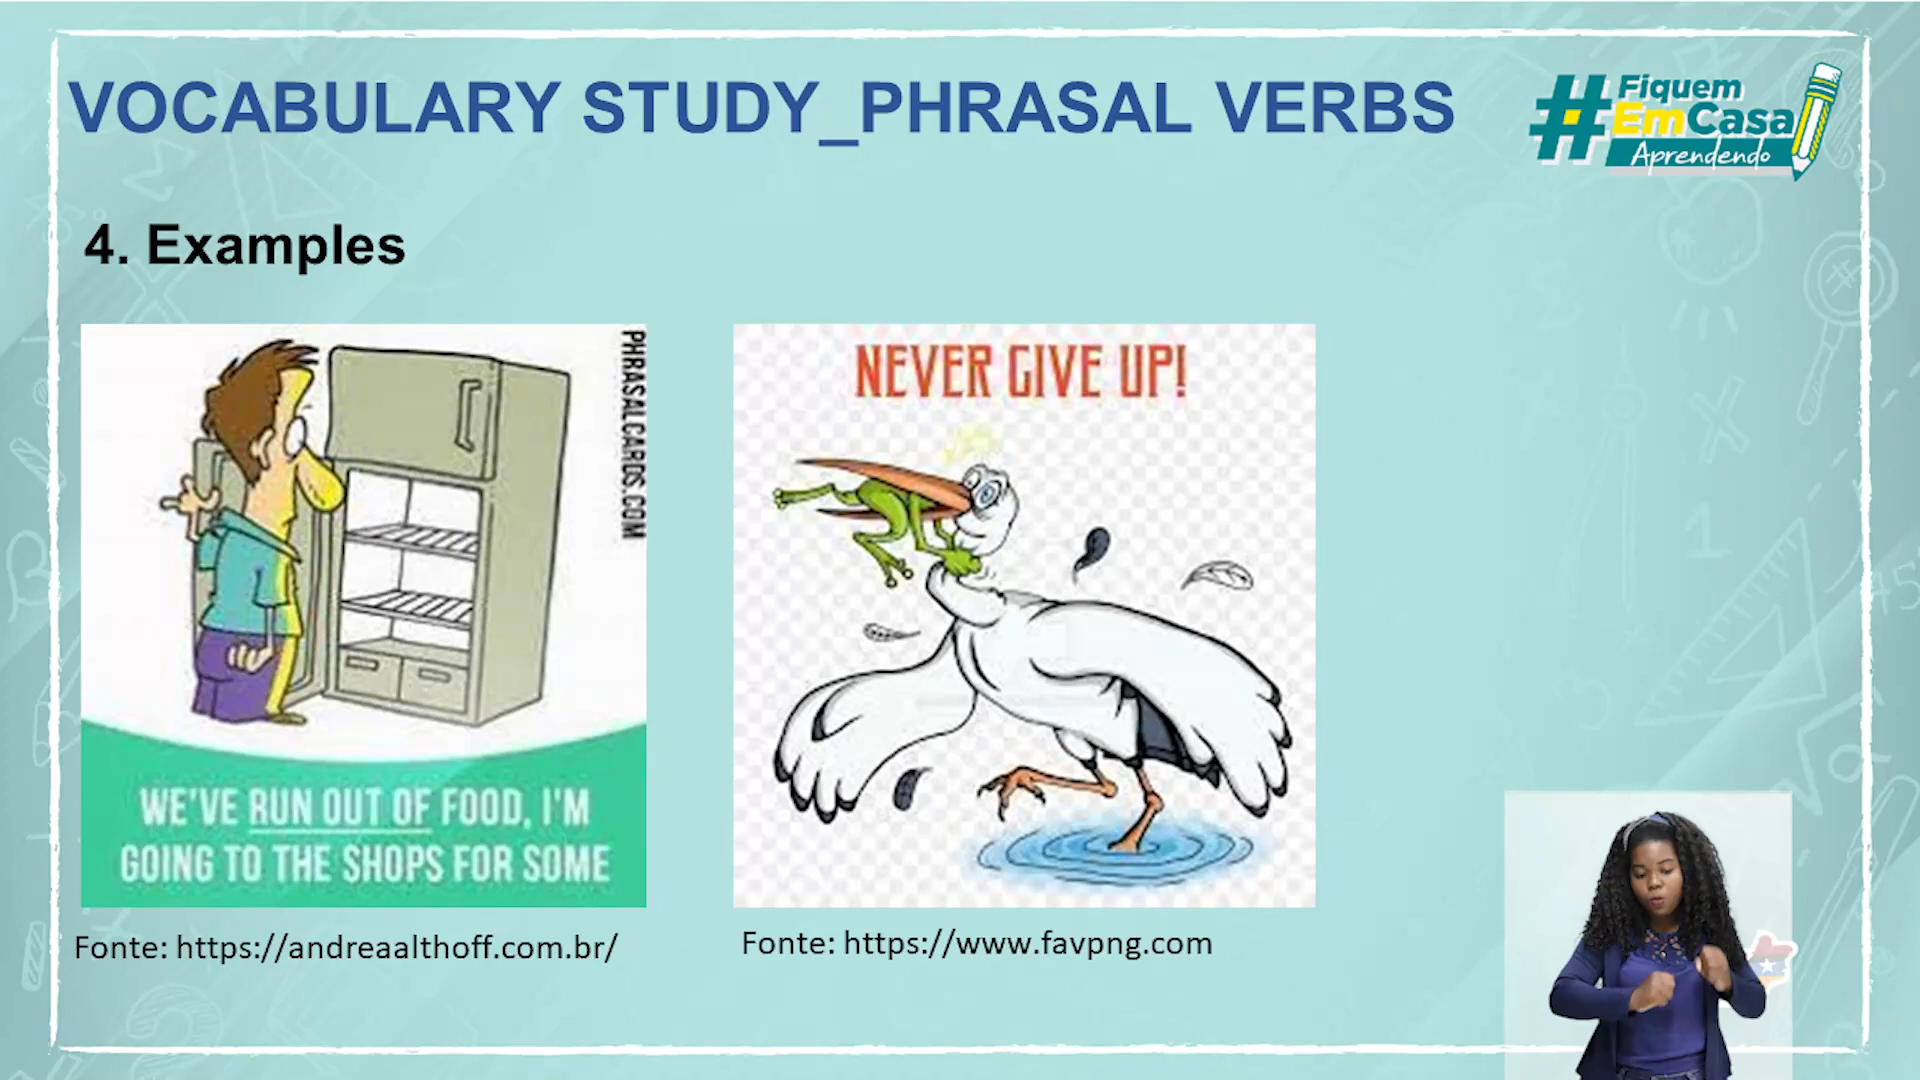 VOCABULARY STUDY_PHRASAL VERBS
#Fiquem
EmCasa
Aprendendo
4. Examples
PHRASALCARDS.COM
WE'VE RUN OUT OF FOOD, I'M
GOING TO THE SHOPS FOR SOME
Fonte: https://andreaalthoff.com.br/
NEVER GIVE UP!
Fonte: https://www.favpng.com